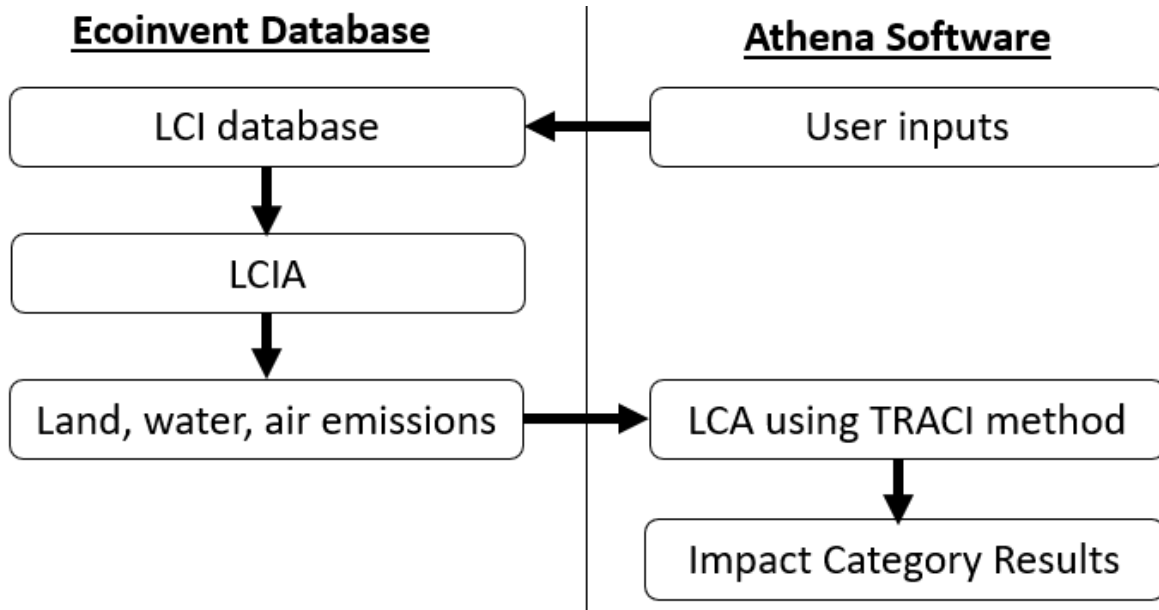 Ecoinvent Database
Athena Software
LCI database
User inputs
LCIA
Land, water, air emissions
LCA using TRACI method
Impact Category Results